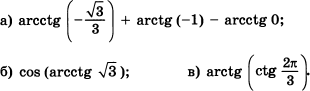 а) arcctg (−√3/3) + arctg (−1) − arcctg 0;
б) cos (arcctg √3); в) arctg (ctg 2π/3).